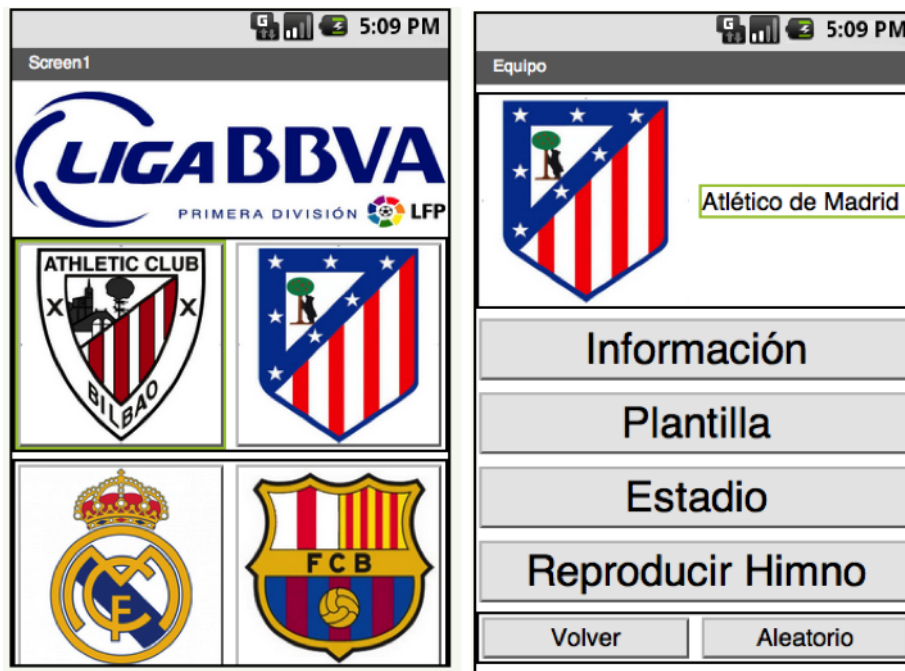 5:09 PM
Screen1
LIGA BBVA
PRIMERA DIVISIÓN LFP
ATHLETIC CLUB
BILBAO
FCB
5:09 PM
Equipo
Atlético de Madrid
Información
Plantilla
Estadio
Reproducir Himno
Volver
Aleatorio